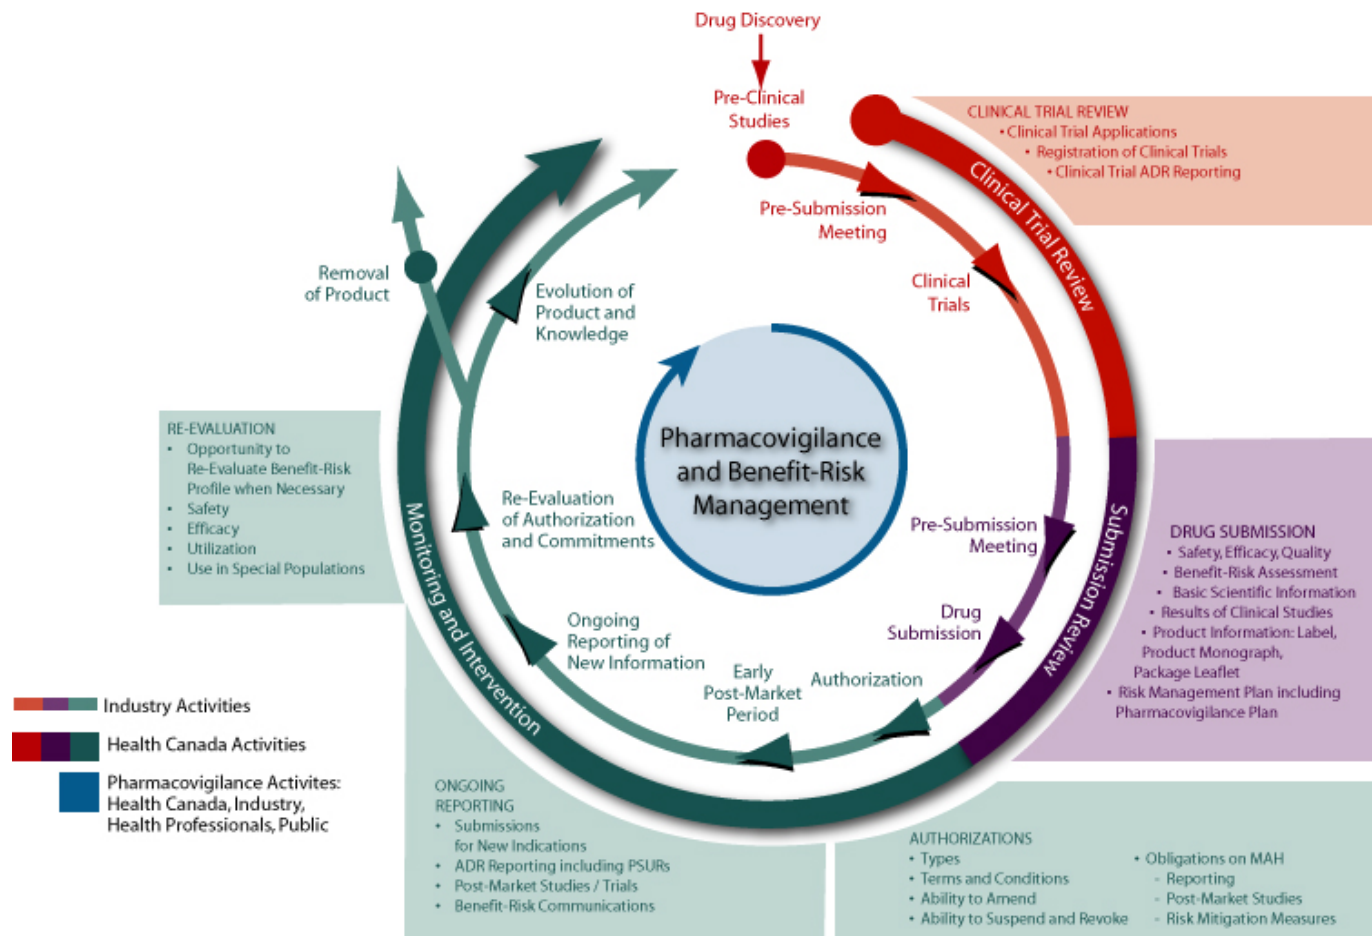 Drug Discovery
Pre-Clinical
Studies
Pre-Submission
Meeting
Clinical
Trials
Clinical Trial Review
CLINICAL TRIAL REVIEW
• Clinical Trial Applications
• Registration of Clinical Trials
• Clinical Trial ADR Reporting
Removal
of Product
Evolution of
Product and
Knowledge
Pharmacovigilance
and Benefit-Risk
Management
RE-EVALUATION
• Opportunity to
Re-Evaluate Benefit-Risk
Profile when Necessary
• Safety
• Efficacy
• Utilization
• Use in Special Populations
Monitoring and Intervention
Re-Evaluation
of Authorization
and Commitments
Pre-Submission
Meeting
Submission Review
DRUG SUBMISSION
• Safety, Efficacy, Quality
• Benefit-Risk Assessment
• Basic Scientific Information
• Results of Clinical Studies
• Product Information: Label,
Product Monograph,
Package Leaflet
• Risk Management Plan including
Pharmacovigilance Plan
Drug
Submission
Ongoing
Reporting of
New Information
Early
Post-Market
Period
Authorization
Industry Activities
Health Canada Activities
Pharmacovigilance Activites:
Health Canada, Industry,
Health Professionals, Public
ONGOING
REPORTING
• Submissions
for New Indications
• ADR Reporting including PSURs
• Post-Market Studies / Trials
• Benefit-Risk Communications
AUTHORIZATIONS
• Types
• Terms and Conditions
• Ability to Amend
• Ability to Suspend and Revoke
• Obligations on MAH
- Reporting
- Post-Market Studies
- Risk Mitigation Measures